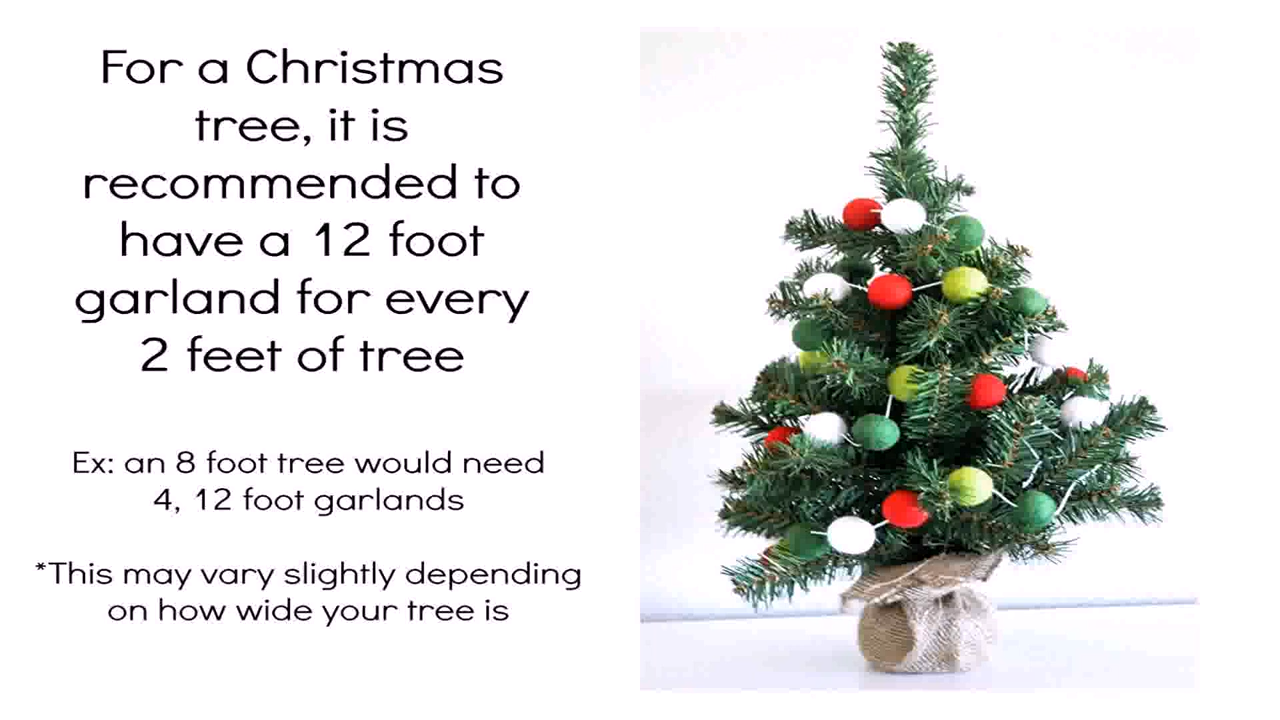 For a Christmas
tree, it is
recommended to
have a 12 foot
garland for every
2 feet of tree
Ex: an 8 foot tree would need
4, 12 foot garlands
*This may vary slightly depending
on how wide your tree is